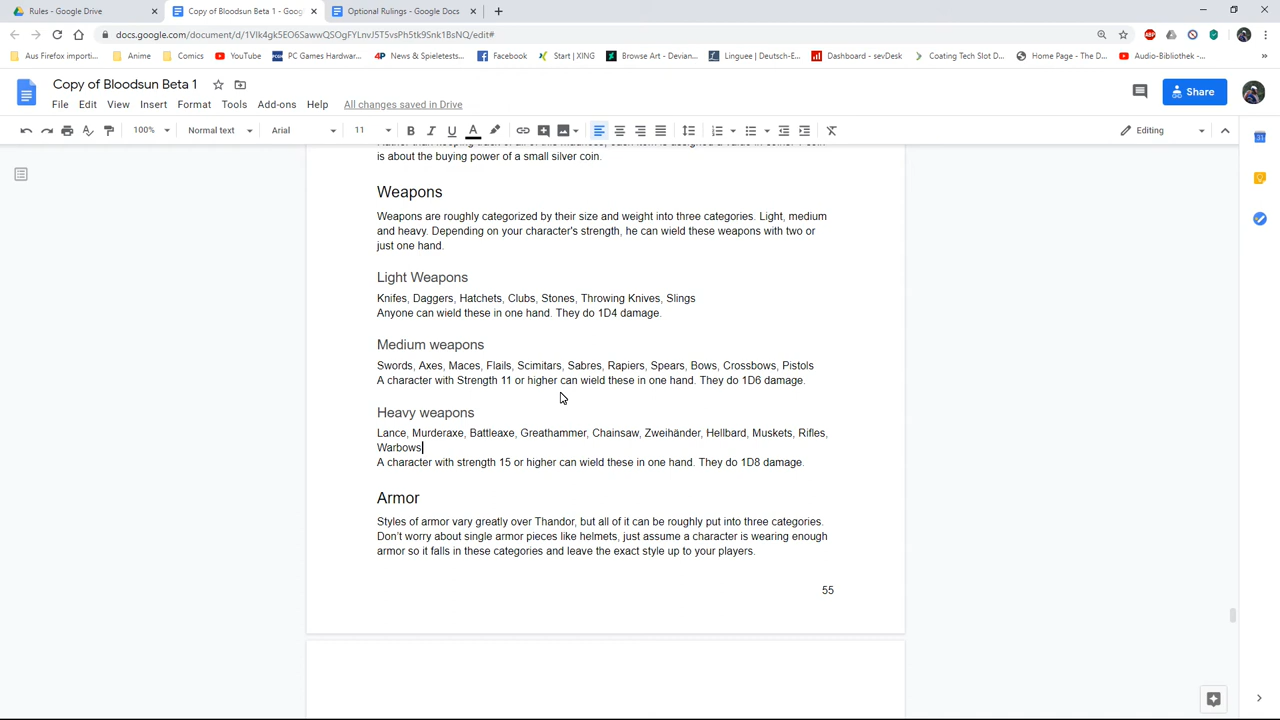 Rules - Google Drive
Copy of Bloodsun Beta 1 - Goog
Optional Rulings - Google Docs
docs.google.com/document/d/1VIk4gk5EO6SawwQSOgFYLnvJ5T5vsPh5tk9Snk1BsNQ/edit#
Aus Firefox importi... Anime Comics YouTube PC Games Hardwar... News & Spieletests... Facebook Start | XING Browse Art - Devian... Linguee | Deutsch-E... Dashboard - sevDesk Coating Tech Slot D... Home Page - The D... Audio-Bibliothek -...
Copy of Bloodsun Beta 1
File Edit View Insert Format Tools Add-ons Help All changes saved in Drive
Share
100% Normal text Arial 11 Editing
is about the buying power of a small silver coin.
Weapons
Weapons are roughly categorized by their size and weight into three categories. Light, medium
and heavy. Depending on your character's strength, he can wield these weapons with two or
just one hand.
Light Weapons
Knifes, Daggers, Hatchets, Clubs, Stones, Throwing Knives, Slings
Anyone can wield these in one hand. They do 1D4 damage.
Medium weapons
Swords, Axes, Maces, Flails, Scimitars, Sabres, Rapiers, Spears, Bows, Crossbows, Pistols
A character with Strength 11 or higher can wield these in one hand. They do 1D6 damage.
Heavy weapons
Lance, Murderaxe, Battleaxe, Greathammer, Chainsaw, Zweihänder, Hellbard, Muskets, Rifles,
Warbows
A character with strength 15 or higher can wield these in one hand. They do 1D8 damage.
Armor
Styles of armor vary greatly over Thandor, but all of it can be roughly put into three categories.
Don't worry about single armor pieces like helmets, just assume a character is wearing enough
armor so it falls in these categories and leave the exact style up to your players.
55